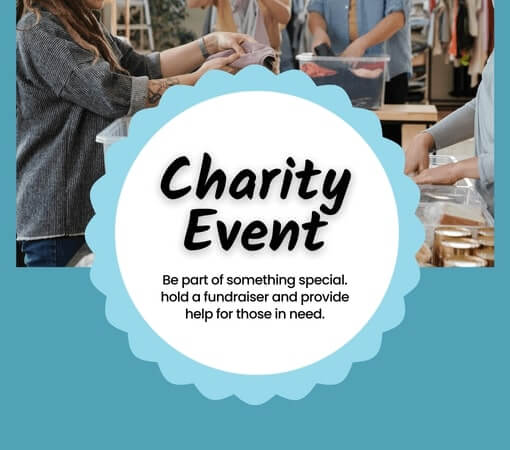 Charity
Event
Be part of something special.
hold a fundraiser and provide
help for those in need.